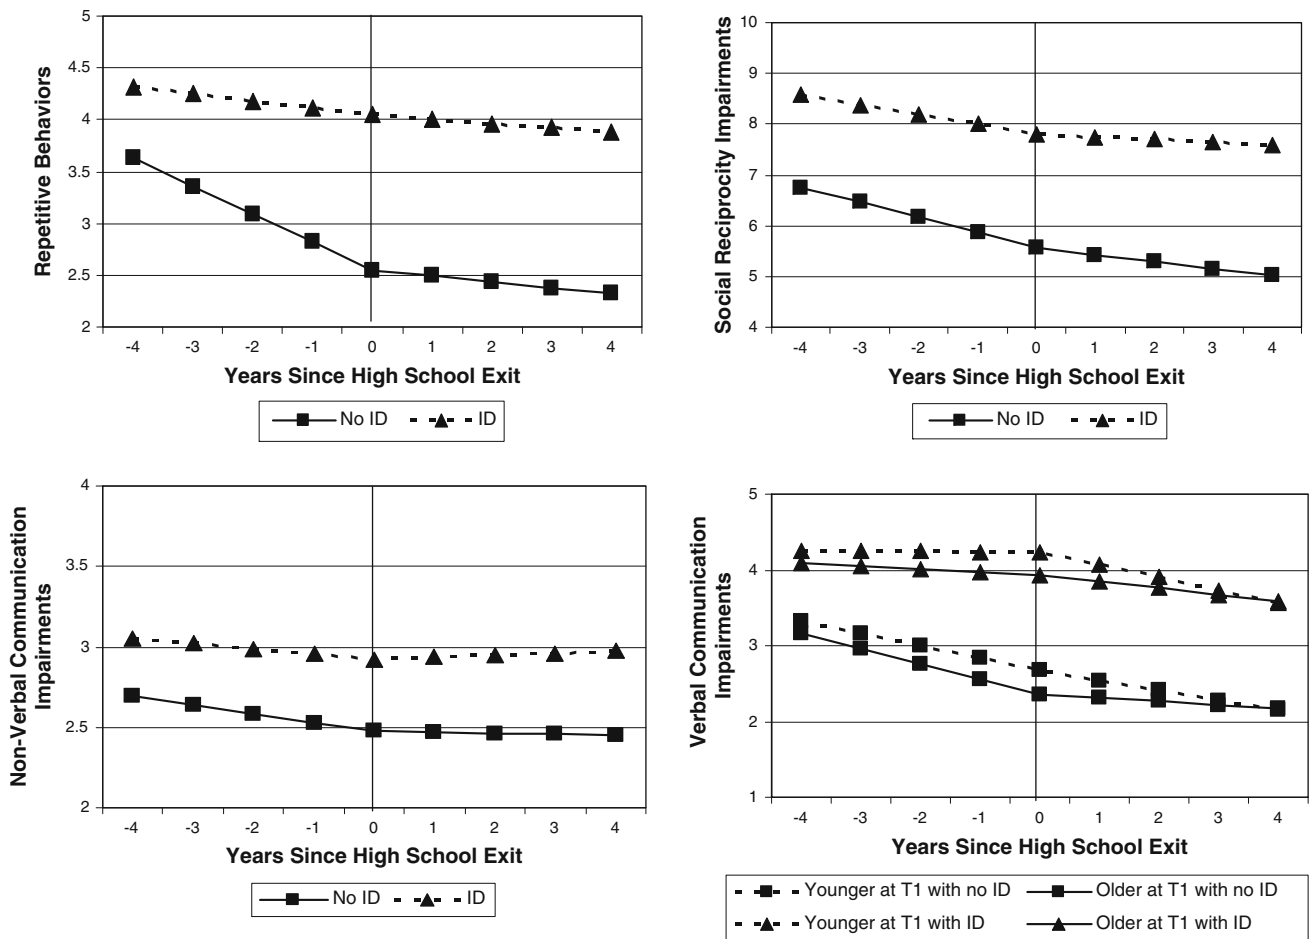 Repetitive Behaviors
5
4.5
4
3.5
3
2.5
2
-4 -3 -2 -1 0 1 2 3 4
Years Since High School Exit
No ID ID
Social Reciprocity Impairments
10
9
8
7
6
5
4
-4 -3 -2 -1 0 1 2 3 4
Years Since High School Exit
No ID ID
Non-Verbal Communication
Impairments
4
3.5
3
2.5
2
-4 -3 -2 -1 0 1 2 3 4
Years Since High School Exit
No ID ID
Verbal Communication
Impairments
5
4
3
2
1
-4 -3 -2 -1 0 1 2 3 4
Years Since High School Exit
Younger at T1 with no ID Older at T1 with no ID
Younger at T1 with ID Older at T1 with ID